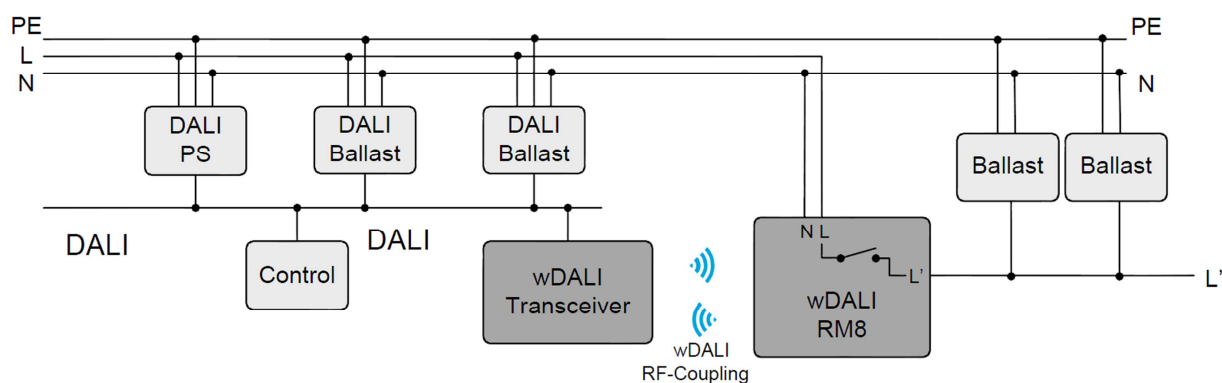 PE
PE
L
N
N
DALI
PS
DALI
Ballast
DALI
Ballast
Ballast
Ballast
DALI
DALI
Control
wDALI
Transceiver
wDALI
RF-Coupling
N L
L'
wDALI
RM8
L'